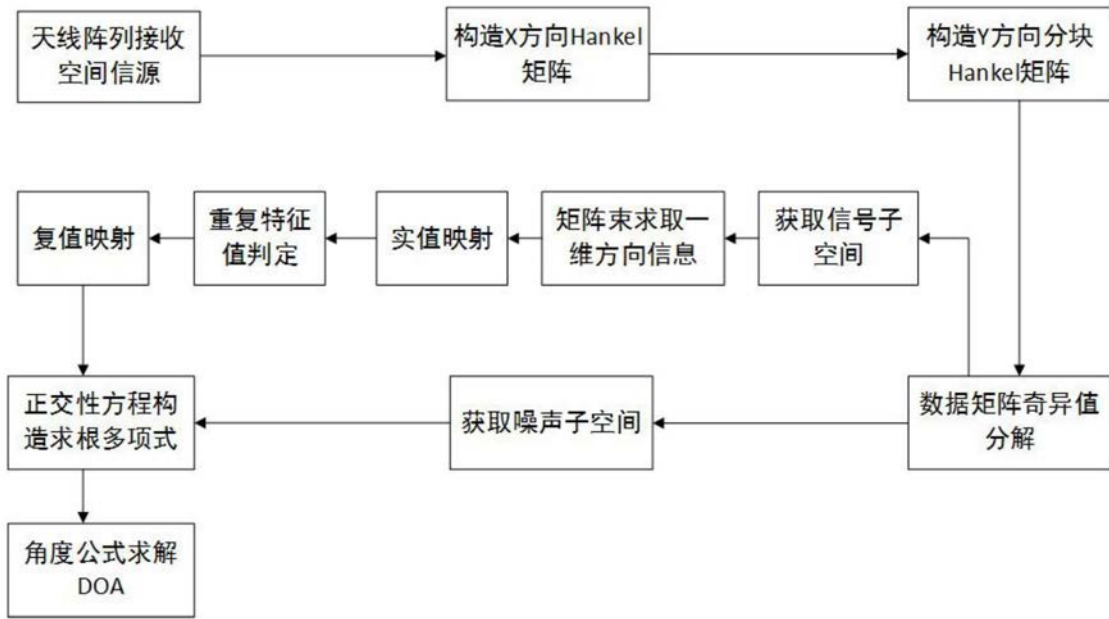 天线阵列接收
空间信源
构造X方向Hankel
矩阵
构造Y方向分块
Hankel矩阵
复值映射
重复特征
值判定
实值映射
矩阵束求取一
维方向信息
获取信号子
空间
正交性方程构
造求根多项式
获取噪声子空间
数据矩阵奇异值
分解
角度公式求解
DOA